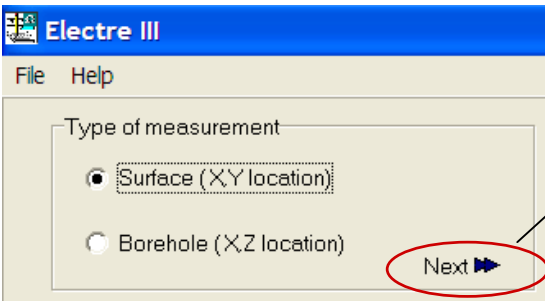 Electre III
File Help
Type of measurement
Surface (X,Y location)
Borehole (X,Z location)
Next